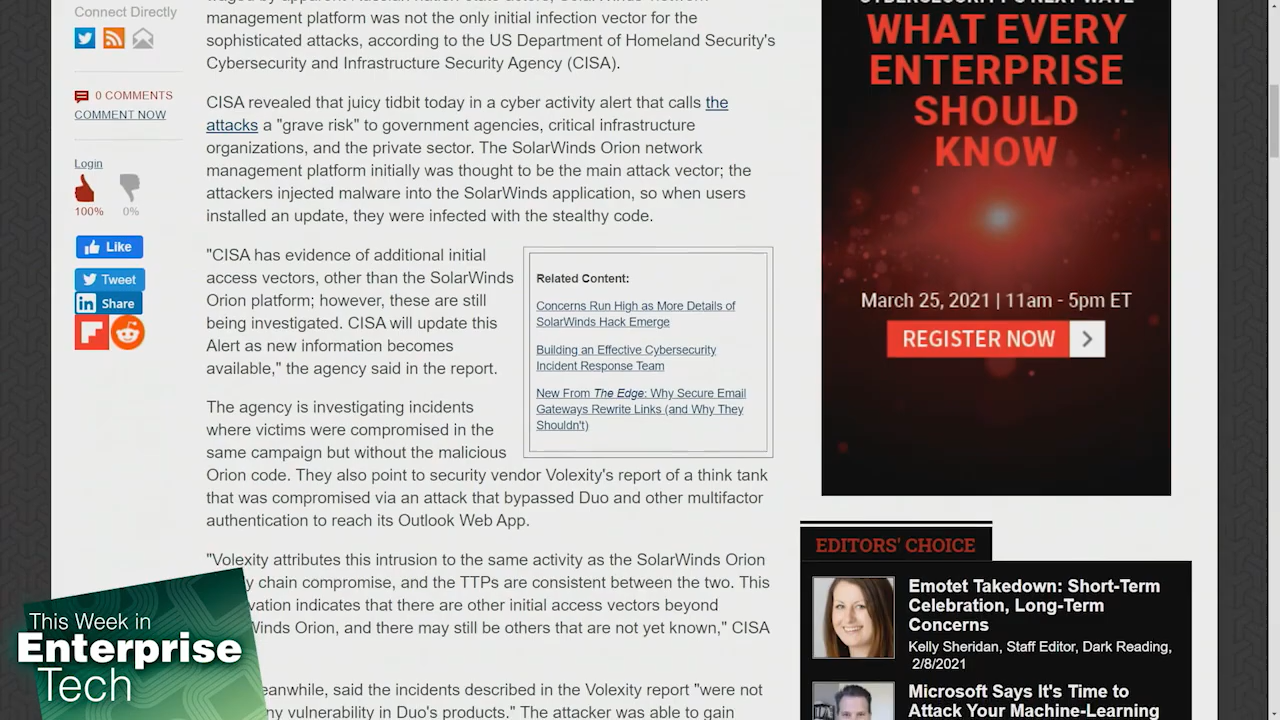 Connect Directly
0 COMMENTS
COMMENT NOW
Login
100%
0%
Like
Tweet
in Share
management platform was not the only initial infection vector for the
sophisticated attacks, according to the US Department of Homeland Security's
Cybersecurity and Infrastructure Security Agency (CISA).
CISA revealed that juicy tidbit today in a cyber activity alert that calls the
attacks a "grave risk" to government agencies, critical infrastructure
organizations, and the private sector. The SolarWinds Orion network
management platform initially was thought to be the main attack vector; the
attackers injected malware into the SolarWinds application, so when users
installed an update, they were infected with the stealthy code.
"CISA has evidence of additional initial
access vectors, other than the SolarWinds
Orion platform; however, these are still
being investigated. CISA will update this
Alert as new information becomes
available," the agency said in the report.
Related Content:
Concerns Run High as More Details of
SolarWinds Hack Emerge
Building an Effective Cybersecurity
Incident Response Team
New From The Edge: Why Secure Email
Gateways Rewrite Links (and Why They
Shouldn't)
The agency is investigating incidents
where victims were compromised in the
same campaign but without the malicious
Orion code. They also point to security vendor Volexity's report of a think tank
that was compromised via an attack that bypassed Duo and other multifactor
authentication to reach its Outlook Web App.
"Volexity attributes this intrusion to the same activity as the SolarWinds Orion
chain compromise, and the TTPs are consistent between the two. This
indicates that there are other initial access vectors beyond
Orion, and there may still be others that are not yet known," CISA
said the incidents described in the Volexity report "were not
vulnerability in Duo's products." The attacker was able to gain
This Week in
Enterprise
Tech
WHAT EVERY
ENTERPRISE
SHOULD
KNOW
March 25, 2021 | 11am - 5pm ET
REGISTER NOW
EDITORS' CHOICE
Emotet Takedown: Short-Term
Celebration, Long-Term
Concerns
Kelly Sheridan, Staff Editor, Dark Reading,
2/8/2021
Microsoft Says It's Time to
Attack Your Machine-Learning